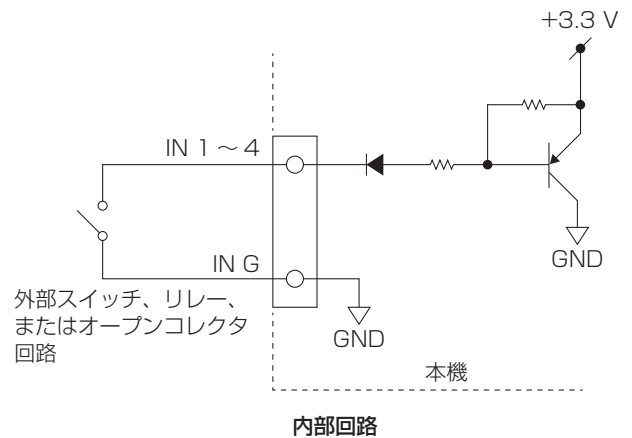 +3.3 V
IN 1 ～ 4
IN G
GND
GND
外部スイッチ、リレー、
またはオープンコレクタ
回路
本機
内部回路